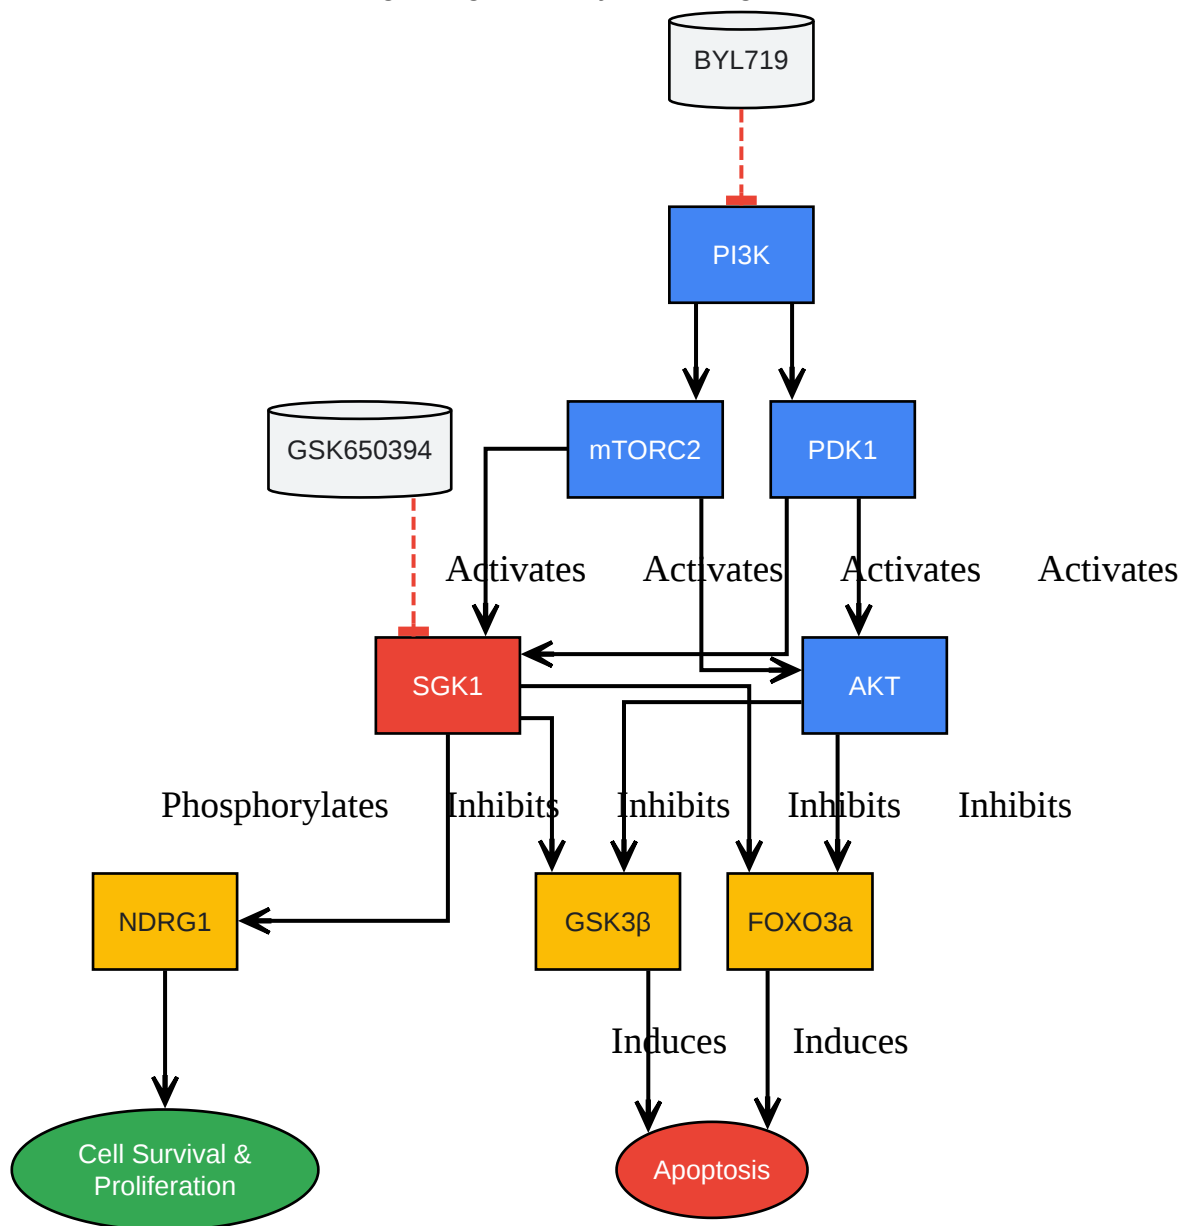 BYL719
PI3K
GSK650394
mTORC2
PDK1
Activates
Activates
Activates
Activates
SGK1
AKT
Phosphorylates
Inhibits
Inhibits
Inhibits
Inhibits
NDRG1
GSK3β
FOXO3a
Induces
Induces
Cell Survival &
Proliferation
Apoptosis